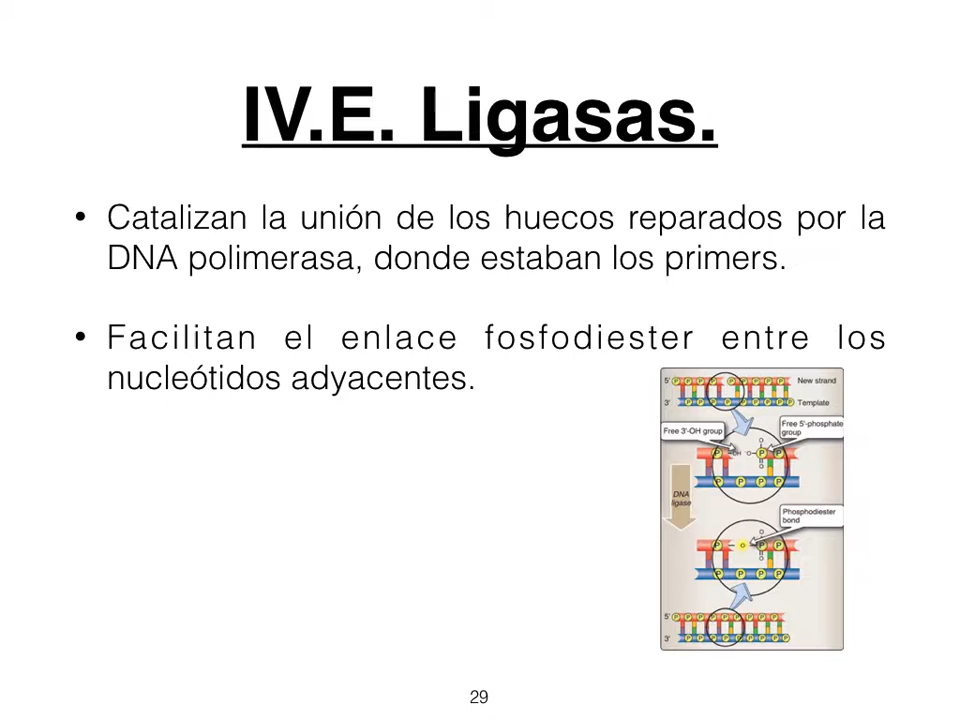 IV.E. Ligasas.
• Catalizan la unión de los huecos reparados por la
DNA polimerasa, donde estaban los primers.
• Facilitan el enlace fosfodiester entre los
nucleótidos adyacentes.
5' P P P P P P P P New strand
3' P P P P P P P P P Template
Free 3'-OH group
Free 5'-phosphate
group
O
P OH O P P
O
P P P P
DNA
ligase
Phosphodiester
bond
O
P O P P
O
P P P P
5' P P P P P P P P P
3' P P P P P P P P P
29